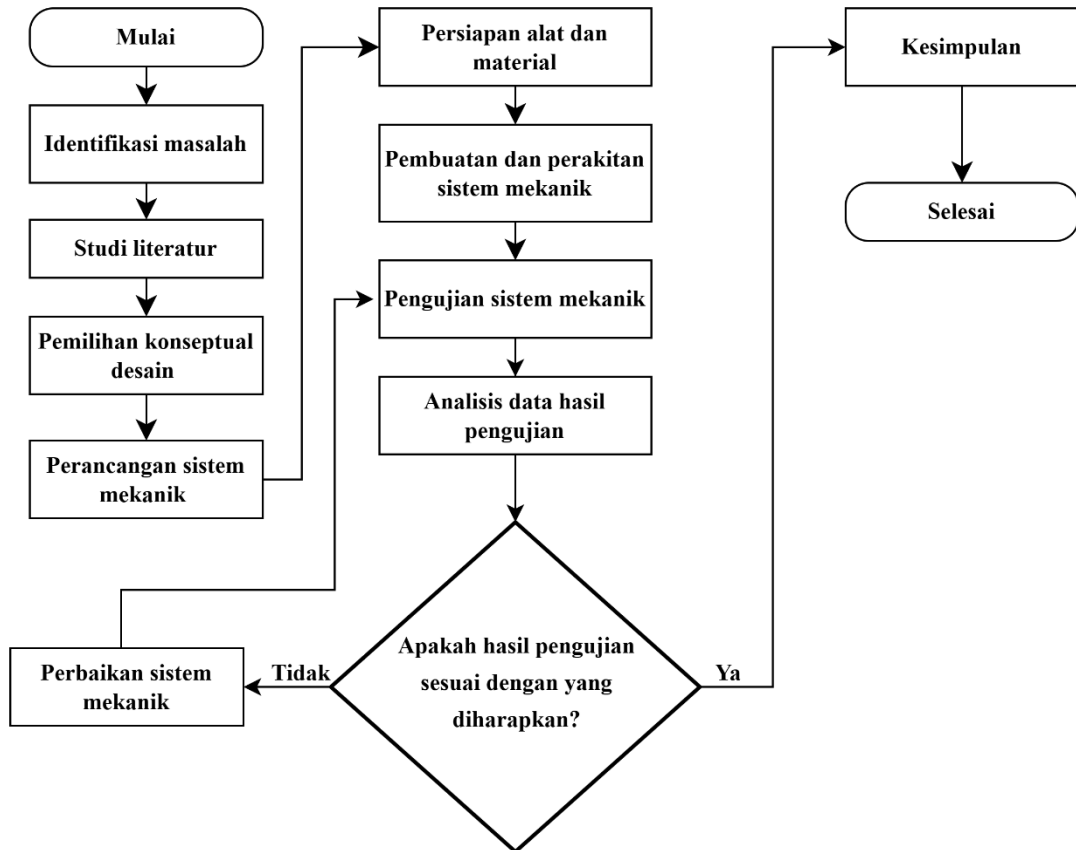 Mulai
Identifikasi masalah
Studi literatur
Pemilihan konseptual
desain
Perancangan sistem
mekanik
Persiapan alat dan
material
Pembuatan dan perakitan
sistem mekanik
Pengujian sistem mekanik
Analisis data hasil
pengujian
Apakah hasil pengujian
sesuai dengan yang
diharapkan?
Tidak
Perbaikan sistem
mekanik
Ya
Kesimpulan
Selesai